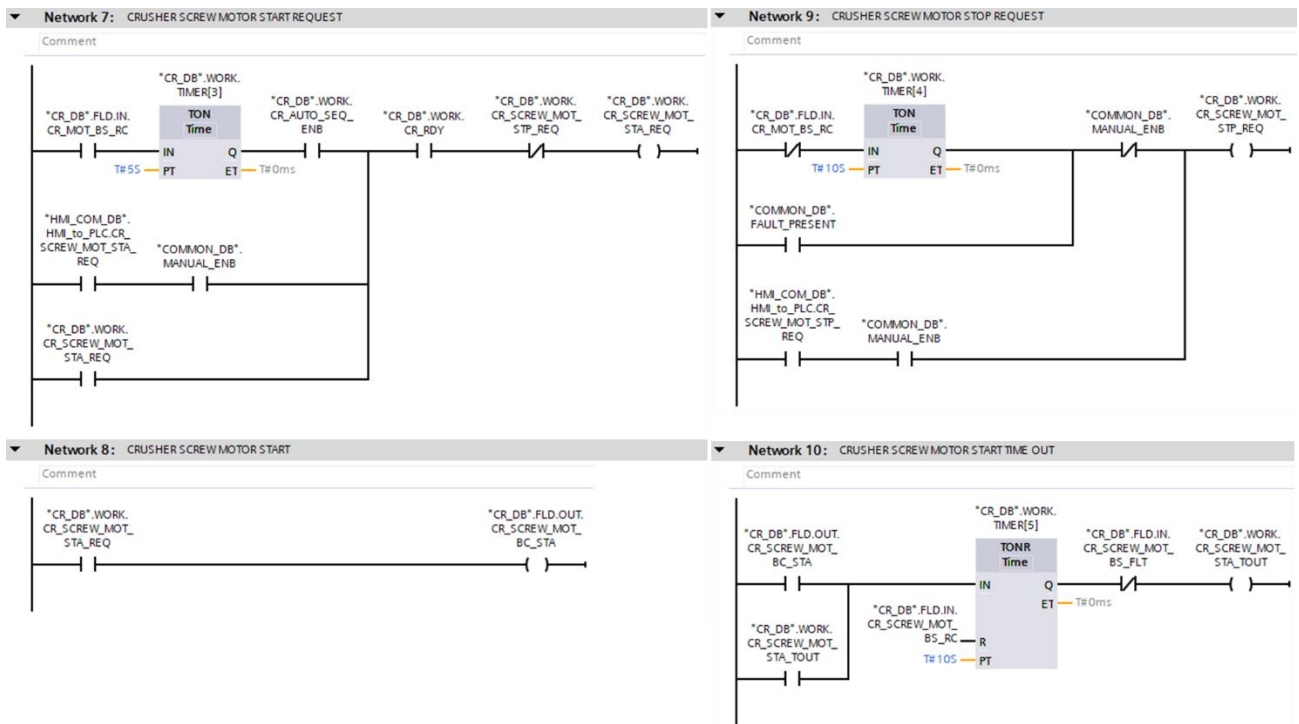 Network 7: CRUSHER SCREW MOTOR START REQUEST
Comment
"CR_DB".WORK.
TIMER[3]
"CR_DB".FLD.IN.
CR_MOT_BS_RC
TON
Time
IN
Q
T#5S
PT
ET
T#0ms
"CR_DB".WORK.
CR_AUTO_SEQ_
ENB
"CR_DB".WORK.
CR_RDY
"CR_DB".WORK.
CR_SCREW_MOT_
STP_REQ
"CR_DB".WORK.
CR_SCREW_MOT_
STA_REQ
"HMI_COM_DB".
HMI_to_PLC.CR_
SCREW_MOT_STA_
REQ
"COMMON_DB".
MANUAL_ENB
"CR_DB".WORK.
CR_SCREW_MOT_
STA_REQ
Network 8: CRUSHER SCREW MOTOR START
Comment
"CR_DB".WORK.
CR_SCREW_MOT_
STA_REQ
"CR_DB".FLD.OUT.
CR_SCREW_MOT_
BC_STA
Network 9: CRUSHER SCREW MOTOR STOP REQUEST
Comment
"CR_DB".WORK.
TIMER[4]
"CR_DB".FLD.IN.
CR_MOT_BS_RC
TON
Time
IN
Q
T#10S
PT
ET
T#0ms
"COMMON_DB".
MANUAL_ENB
"CR_DB".WORK.
CR_SCREW_MOT_
STP_REQ
"COMMON_DB".
FAULT_PRESENT
"HMI_COM_DB".
HMI_to_PLC.CR_
SCREW_MOT_STP_
REQ
"COMMON_DB".
MANUAL_ENB
Network 10: CRUSHER SCREW MOTOR START TIME OUT
Comment
"CR_DB".WORK.
TIMER[5]
"CR_DB".FLD.OUT.
CR_SCREW_MOT_
BC_STA
TONR
Time
IN
Q
ET
T#0ms
"CR_DB".FLD.IN.
CR_SCREW_MOT_
BS_RC
R
T#10S
PT
"CR_DB".FLD.IN.
CR_SCREW_MOT_
BS_FLT
"CR_DB".WORK.
CR_SCREW_MOT_
STA_TOUT
"CR_DB".WORK.
CR_SCREW_MOT_
STA_TOUT